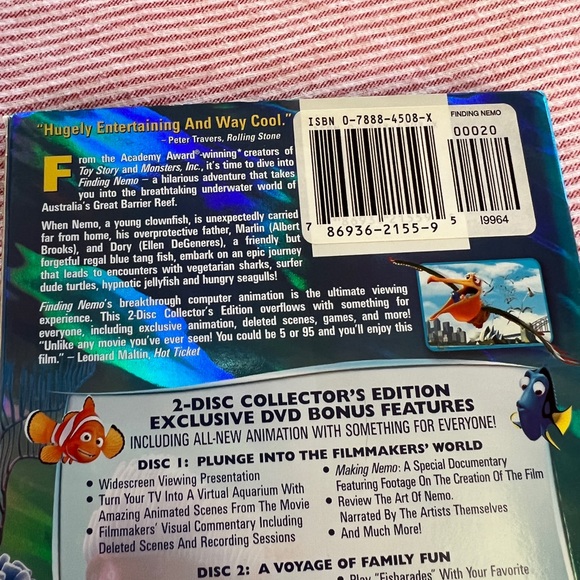 "Hugely Entertaining And Way Cool."
– Peter Travers, Rolling Stone
From the Academy Award®-winning* creators of
Toy Story and Monsters, Inc., it's time to dive into
Finding Nemo – a hilarious adventure that takes
you into the breathtaking underwater world of
Australia's Great Barrier Reef.
When Nemo, a young clownfish, is unexpectedly carried
far from home, his overprotective father, Marlin (Albert
Brooks), and Dory (Ellen DeGeneres), a friendly but
forgetful regal blue tang fish, embark on an epic journey
that leads to encounters with vegetarian sharks, surfer
dude turtles, hypnotic jellyfish and hungry seagulls!
Finding Nemo's breakthrough computer animation is the ultimate viewing
experience. This 2-Disc Collector's Edition overflows with something for
everyone, including exclusive animation, deleted scenes, games, and more!
"Unlike any movie you've ever seen! You could be 5 or 95 and you'll enjoy this
film." – Leonard Maltin, Hot Ticket
ISBN 0-7888-4508-X
FINDING NEMO
00020
7 86936-2155-9 5
I9964
2-DISC COLLECTOR'S EDITION
EXCLUSIVE DVD BONUS FEATURES
INCLUDING ALL-NEW ANIMATION WITH SOMETHING FOR EVERYONE!
DISC 1: PLUNGE INTO THE FILMMAKERS' WORLD
• Widescreen Viewing Presentation
• Turn Your TV Into A Virtual Aquarium With
Amazing Animated Scenes From The Movie
• Filmmakers' Visual Commentary Including
Deleted Scenes And Recording Sessions
• Making Nemo: A Special Documentary
Featuring Footage On The Creation Of The Film
• Review The Art Of Nemo.
Narrated By The Artists Themselves
• And Much More!
DISC 2: A VOYAGE OF FAMILY FUN
• Play "Fisharades" With Your Favorite